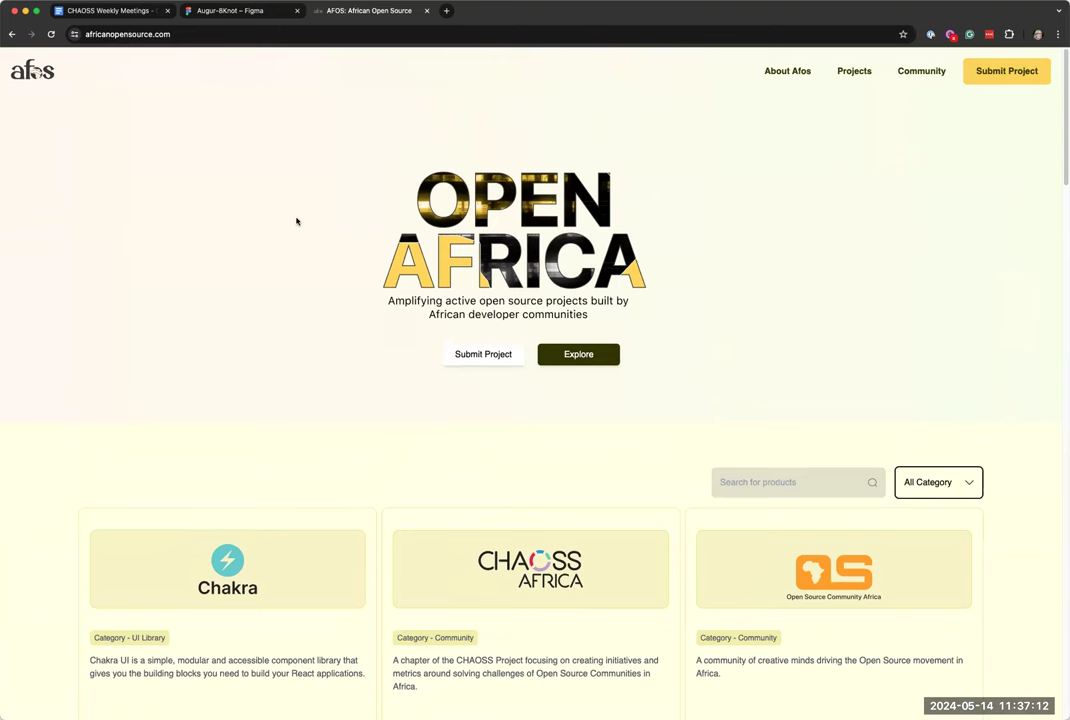 CHAOSS Weekly Meetings -
Augur-8Knot – Figma
AFOS: African Open Source
africanopensource.com
afos
About Afos
Projects
Community
Submit Project
OPEN
AFRICA
Amplifying active open source projects built by
African developer communities
Submit Project
Explore
Search for products
All Category
Chakra
Category - UI Library
Chakra UI is a simple, modular and accessible component library that
gives you the building blocks you need to build your React applications.
CHAOSS
AFRICA
Category - Community
A chapter of the CHAOSS Project focusing on creating initiatives and
metrics around solving challenges of Open Source Communities in
Africa.
OS
Open Source Community Africa
Category - Community
A community of creative minds driving the Open Source movement in
Africa.
2024-05-14 11:37:12